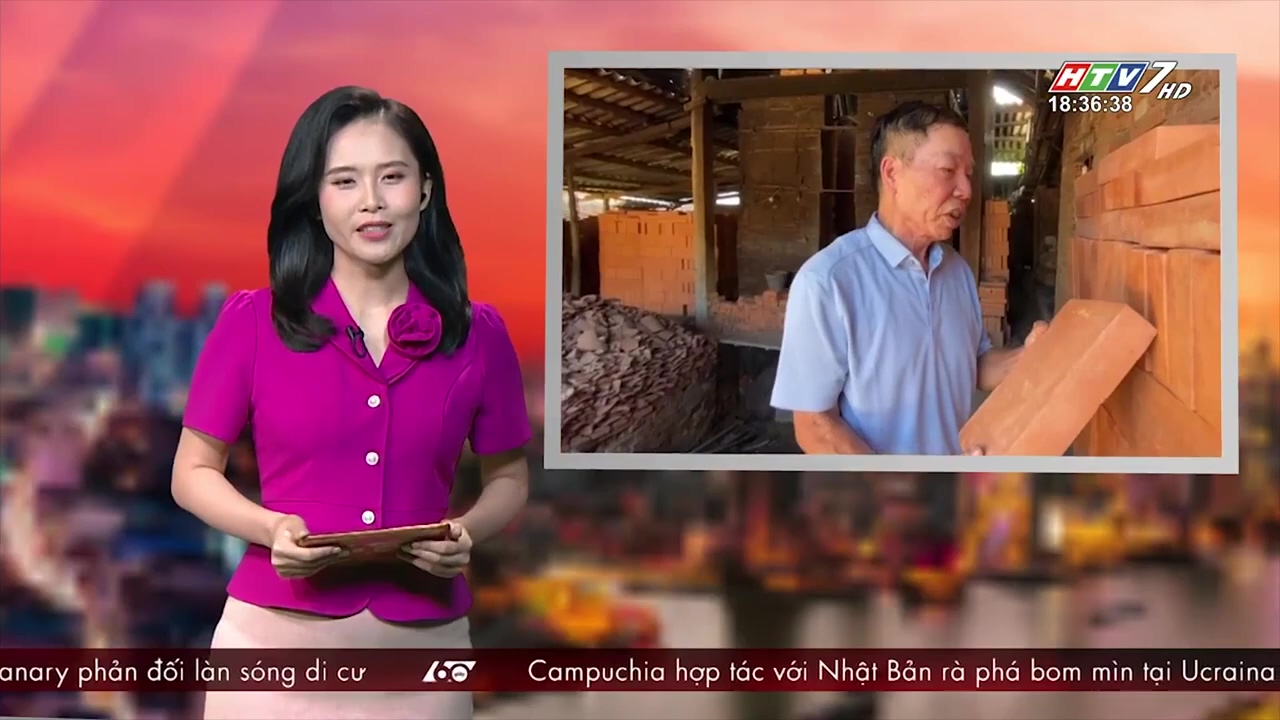 HTV7 HD
18:36:38
anary phản đối làn sóng di cư 60 giây Campuchia hợp tác với Nhật Bản rà phá bom mìn tại Ucraina